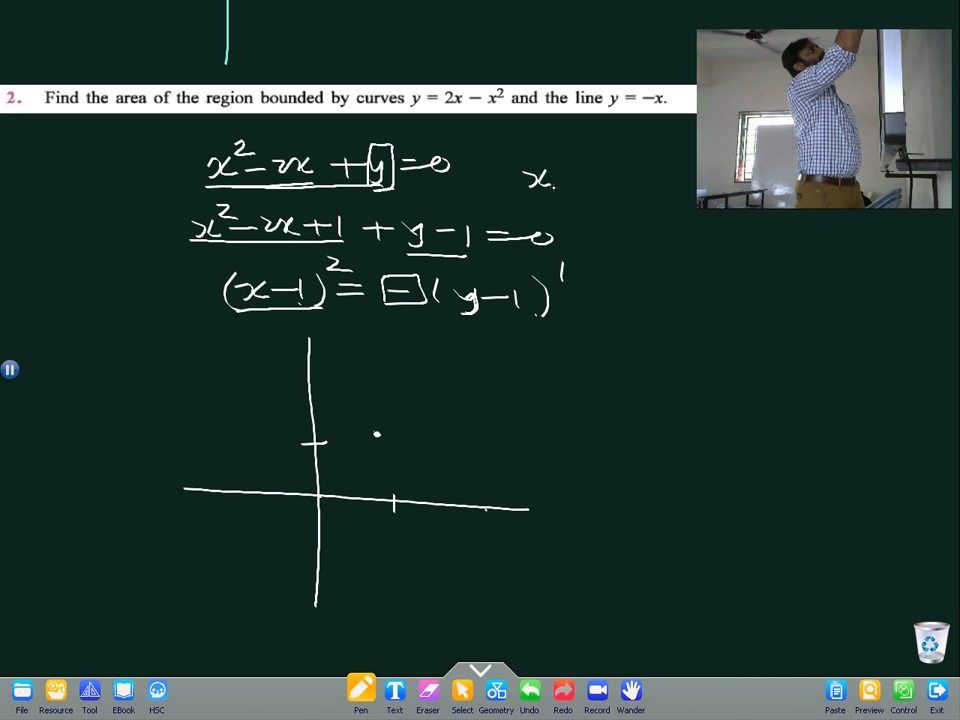 2. Find the area of the region bounded by curves y = 2x − x² and the line y = −x.
x² − 2x + y = 0
x.
x² − 2x + 1 + y − 1 = 0
(x − 1)² = −(y − 1)¹
File Resource Tool EBook HSC Pen Text Eraser Select Geometry Undo Redo Record Wander Paste Preview Control Exit